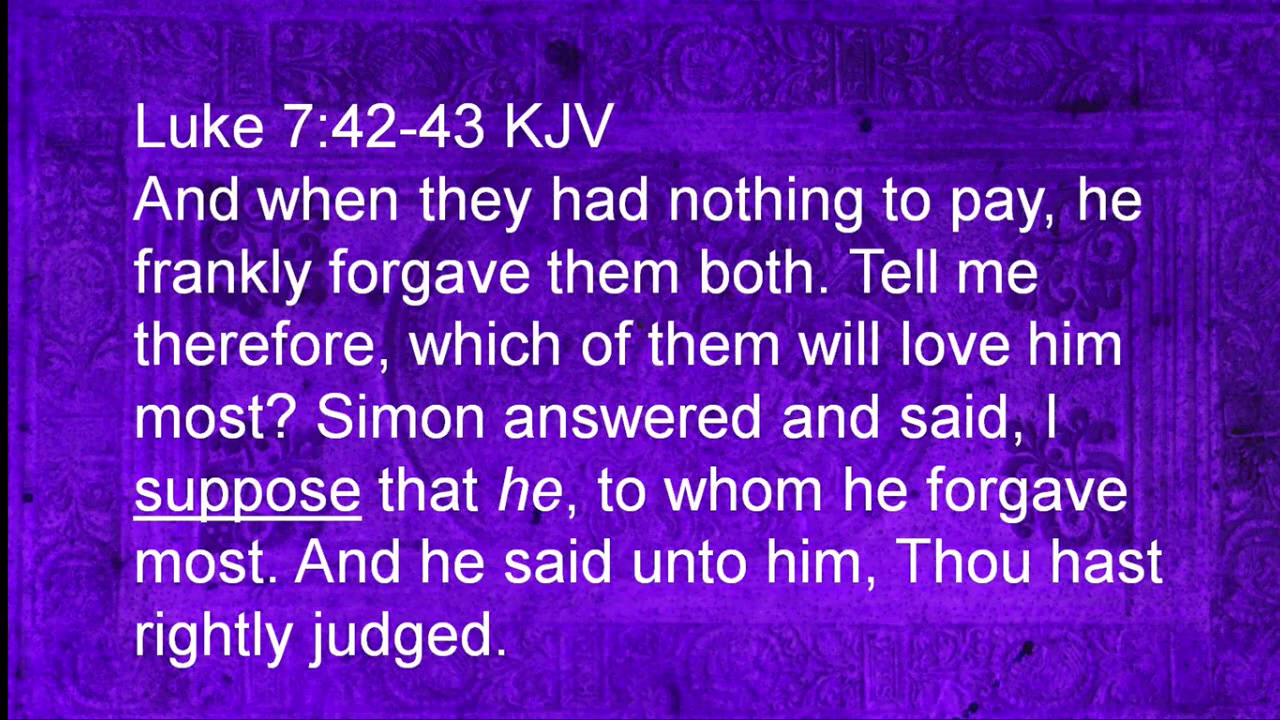 Luke 7:42-43 KJV
And when they had nothing to pay, he
frankly forgave them both. Tell me
therefore, which of them will love him
most? Simon answered and said, I
suppose that he, to whom he forgave
most. And he said unto him, Thou hast
rightly judged.